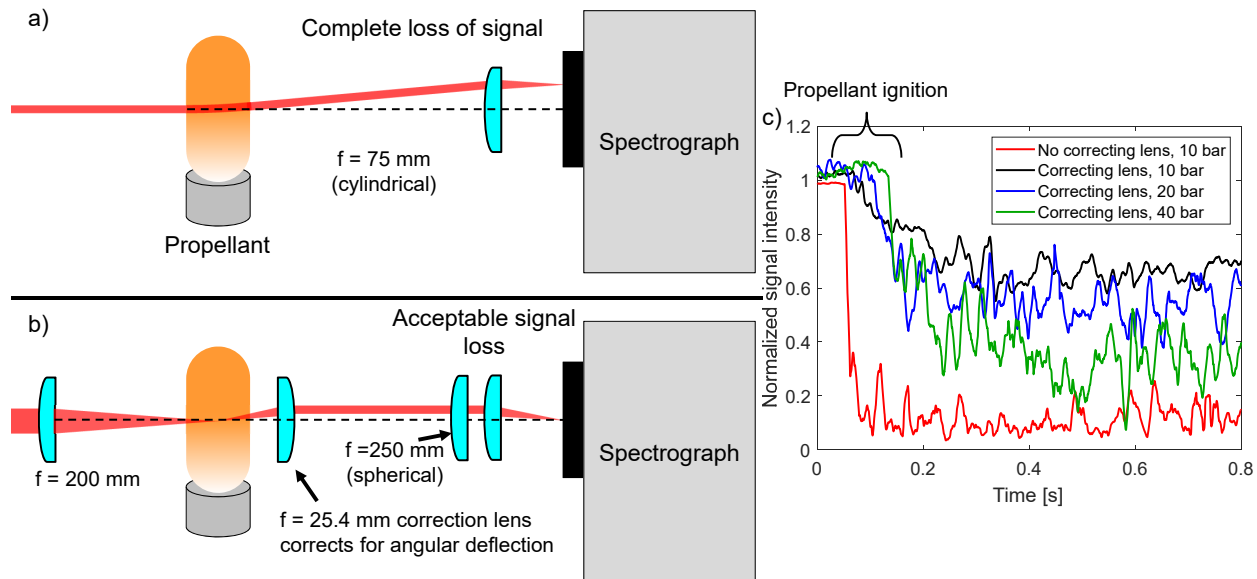 a)
Complete loss of signal
f = 75 mm
(cylindrical)
Propellant
Spectrograph
b)
Acceptable signal
loss
f = 200 mm
f =250 mm
(spherical)
f = 25.4 mm correction lens
corrects for angular deflection
Spectrograph
c)
Propellant ignition
No correcting lens, 10 bar
Correcting lens, 10 bar
Correcting lens, 20 bar
Correcting lens, 40 bar
Normalized signal intensity
1.2
1
0.8
0.6
0.4
0.2
0
0
0.2
0.4
0.6
0.8
Time [s]